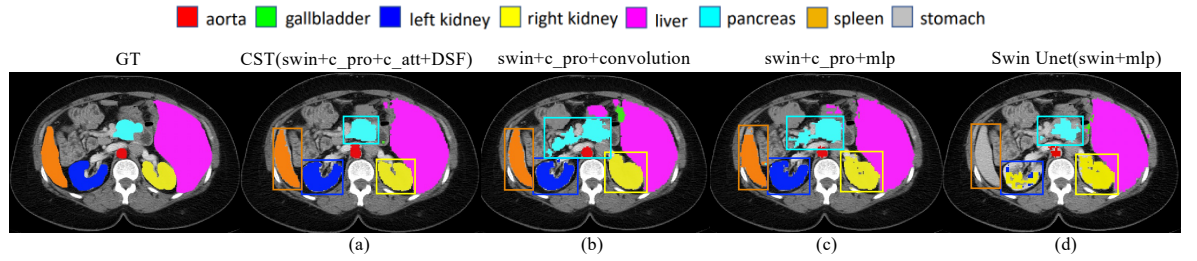 aorta gallbladder left kidney right kidney liver pancreas spleen stomach
GT CST(swin+c_pro+c_att+DSF) swin+c_pro+convolution swin+c_pro+mlp Swin Unet(swin+mlp)
(a) (b) (c) (d)